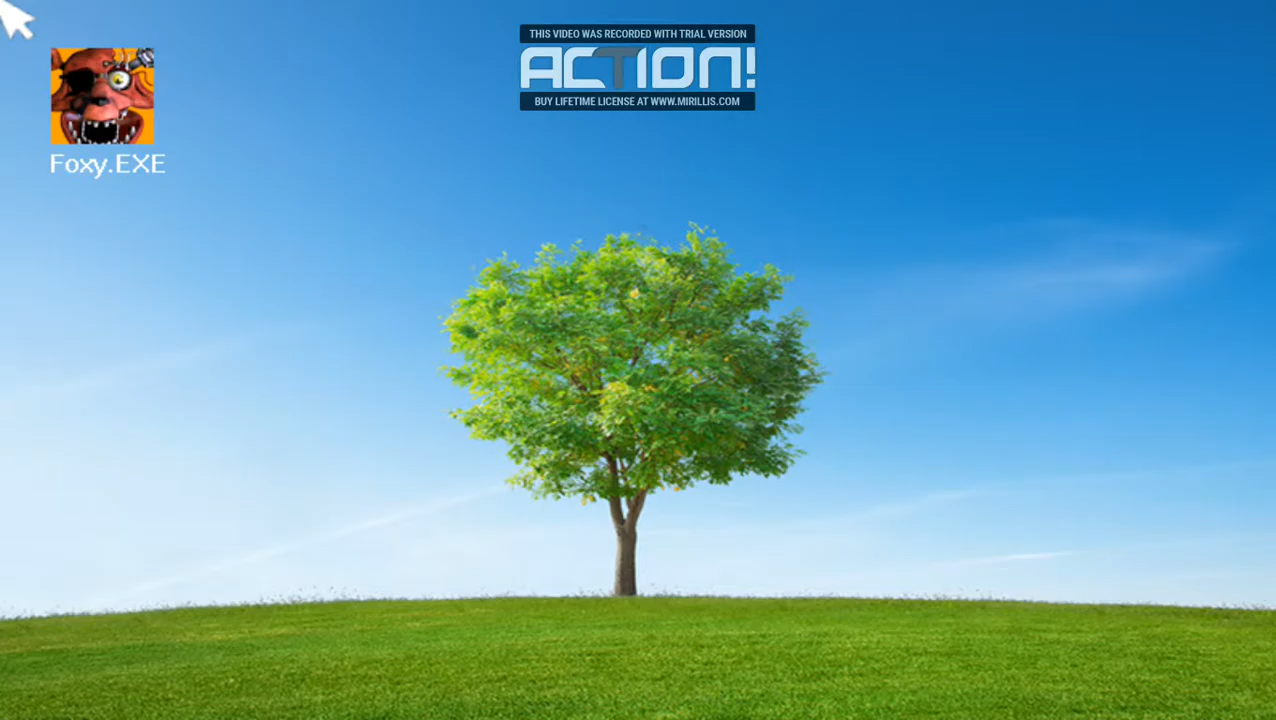 THIS VIDEO WAS RECORDED WITH TRIAL VERSION
ACTION!
BUY LIFETIME LICENSE AT WWW.MIRILLIS.COM
Foxy.EXE